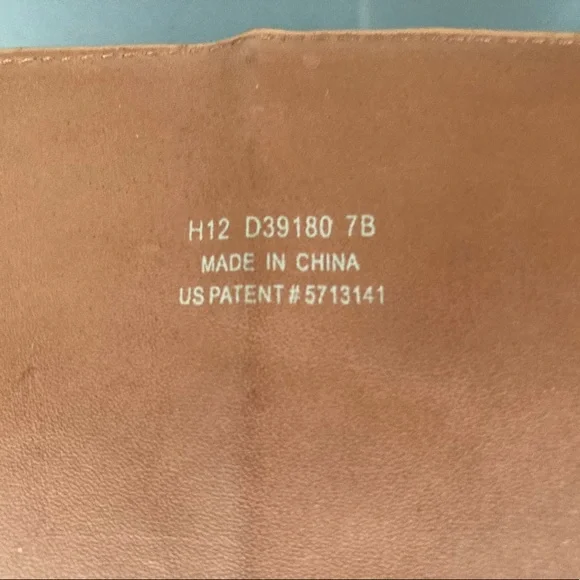 H12 D39180 7B
MADE IN CHINA
US PATENT # 5713141